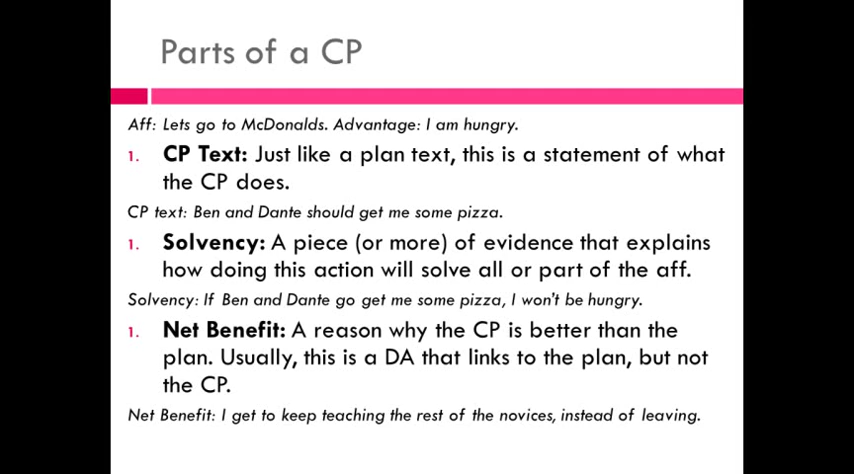 Parts of a CP
Aff: Lets go to McDonalds. Advantage: I am hungry.
1. CP Text: Just like a plan text, this is a statement of what
the CP does.
CP text: Ben and Dante should get me some pizza.
1. Solvency: A piece (or more) of evidence that explains
how doing this action will solve all or part of the aff.
Solvency: If Ben and Dante go get me some pizza, I won't be hungry.
1. Net Benefit: A reason why the CP is better than the
plan. Usually, this is a DA that links to the plan, but not
the CP.
Net Benefit: I get to keep teaching the rest of the novices, instead of leaving.